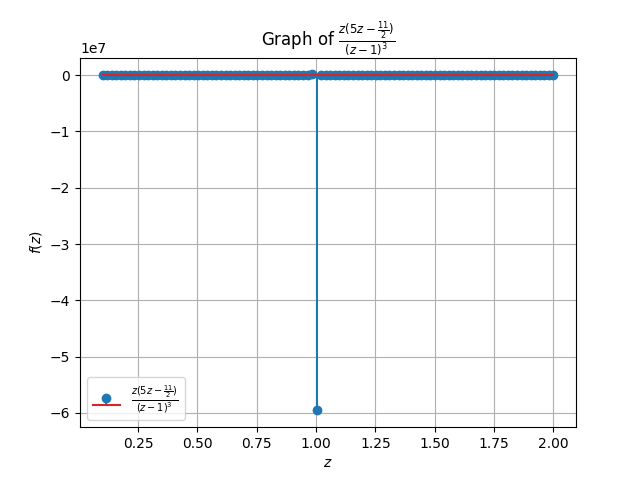 Graph of $\frac{z(5z-\frac{11}{2})}{(z-1)^3}$
1e7
0
−1
−2
−3
−4
−5
−6
f(z)
$\frac{z(5z-\frac{11}{2})}{(z-1)^3}$
0.25 0.50 0.75 1.00 1.25 1.50 1.75 2.00
z